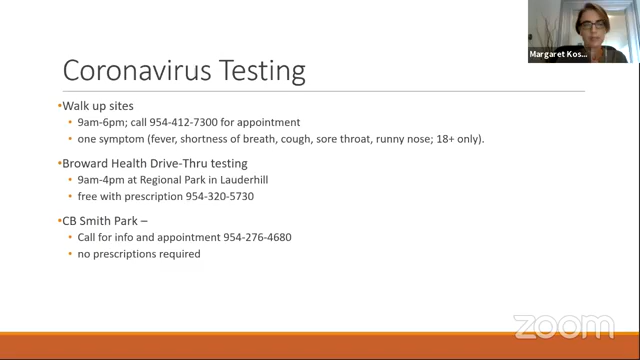 Margaret Kos...
Coronavirus Testing
•Walk up sites
• 9am-6pm; call 954-412-7300 for appointment
• one symptom (fever, shortness of breath, cough, sore throat, runny nose; 18+ only).
•Broward Health Drive-Thru testing
• 9am-4pm at Regional Park in Lauderhill
• free with prescription 954-320-5730
•CB Smith Park –
• Call for info and appointment 954-276-4680
• no prescriptions required
zoom